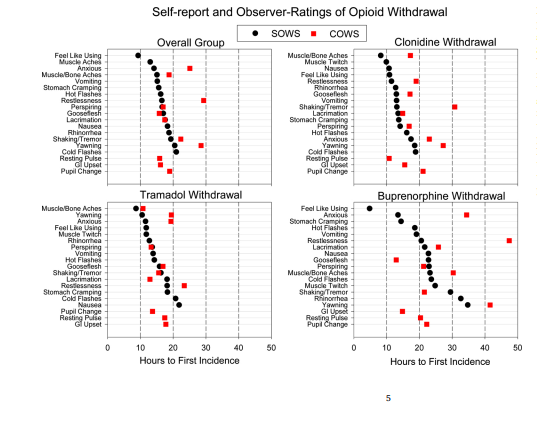 Self-report and Observer-Ratings of Opioid Withdrawal
SOWS COWS
Overall Group
Feel Like Using
Muscle Aches
Anxious
Muscle/Bone Aches
Vomiting
Stomach Cramping
Hot Flashes
Restlessness
Perspiring
Gooseflesh
Lacrimation
Nausea
Rhinorrhea
Shaking/Tremor
Yawning
Cold Flashes
Resting Pulse
GI Upset
Pupil Change
Clonidine Withdrawal
Muscle/Bone Aches
Muscle Twitch
Nausea
Feel Like Using
Restlessness
Rhinorrhea
Gooseflesh
Vomiting
Shaking/Tremor
Lacrimation
Stomach Cramping
Perspiring
Hot Flashes
Anxious
Yawning
Cold Flashes
Resting Pulse
GI Upset
Pupil Change
Tramadol Withdrawal
Muscle/Bone Aches
Yawning
Anxious
Feel Like Using
Muscle Twitch
Rhinorrhea
Perspiring
Vomiting
Hot Flashes
Gooseflesh
Shaking/Tremor
Lacrimation
Restlessness
Stomach Cramping
Cold Flashes
Nausea
Pupil Change
Resting Pulse
GI Upset
0 10 20 30 40 50
Hours to First Incidence
Buprenorphine Withdrawal
Feel Like Using
Anxious
Stomach Cramping
Hot Flashes
Vomiting
Restlessness
Lacrimation
Nausea
Gooseflesh
Perspiring
Muscle/Bone Aches
Cold Flashes
Muscle Twitch
Shaking/Tremor
Rhinorrhea
Yawning
GI Upset
Resting Pulse
Pupil Change
0 10 20 30 40 50
Hours to First Incidence
5